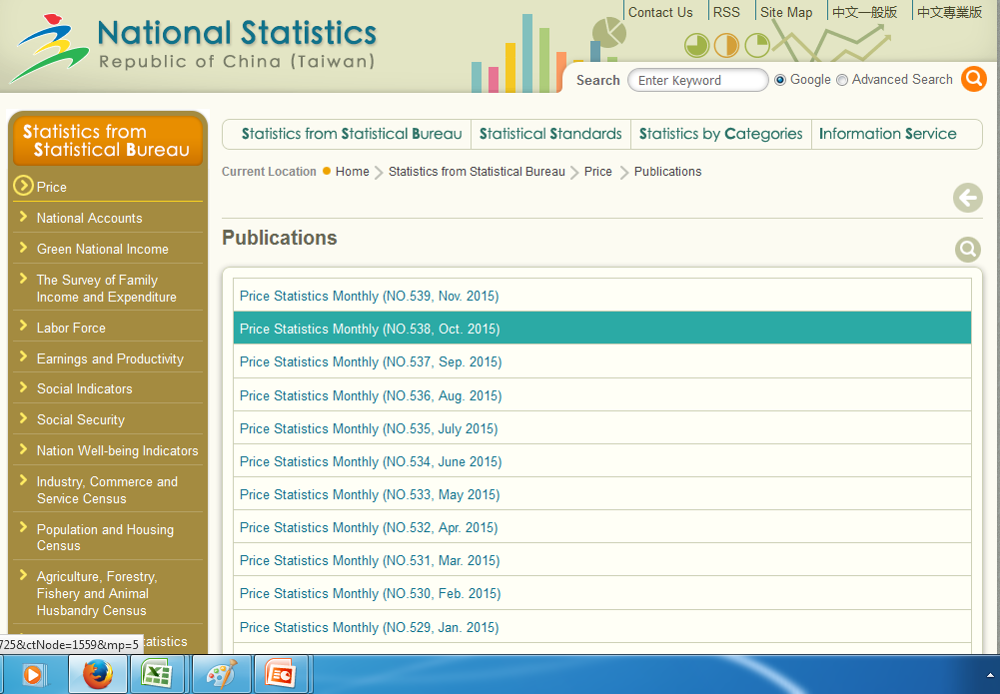 Contact Us RSS Site Map 中文一般版 中文專業版
National Statistics
Republic of China (Taiwan)
Search Enter Keyword Google Advanced Search
Statistics from
Statistical Bureau
Statistics from Statistical Bureau Statistical Standards Statistics by Categories Information Service
Current Location Home Statistics from Statistical Bureau Price Publications
Price
National Accounts
Green National Income
The Survey of Family
Income and Expenditure
Labor Force
Earnings and Productivity
Social Indicators
Social Security
Nation Well-being Indicators
Industry, Commerce and
Service Census
Population and Housing
Census
Agriculture, Forestry,
Fishery and Animal
Husbandry Census
atistics
Publications
Price Statistics Monthly (NO.539, Nov. 2015)
Price Statistics Monthly (NO.538, Oct. 2015)
Price Statistics Monthly (NO.537, Sep. 2015)
Price Statistics Monthly (NO.536, Aug. 2015)
Price Statistics Monthly (NO.535, July 2015)
Price Statistics Monthly (NO.534, June 2015)
Price Statistics Monthly (NO.533, May 2015)
Price Statistics Monthly (NO.532, Apr. 2015)
Price Statistics Monthly (NO.531, Mar. 2015)
Price Statistics Monthly (NO.530, Feb. 2015)
Price Statistics Monthly (NO.529, Jan. 2015)
725&ctNode=1559&mp=5